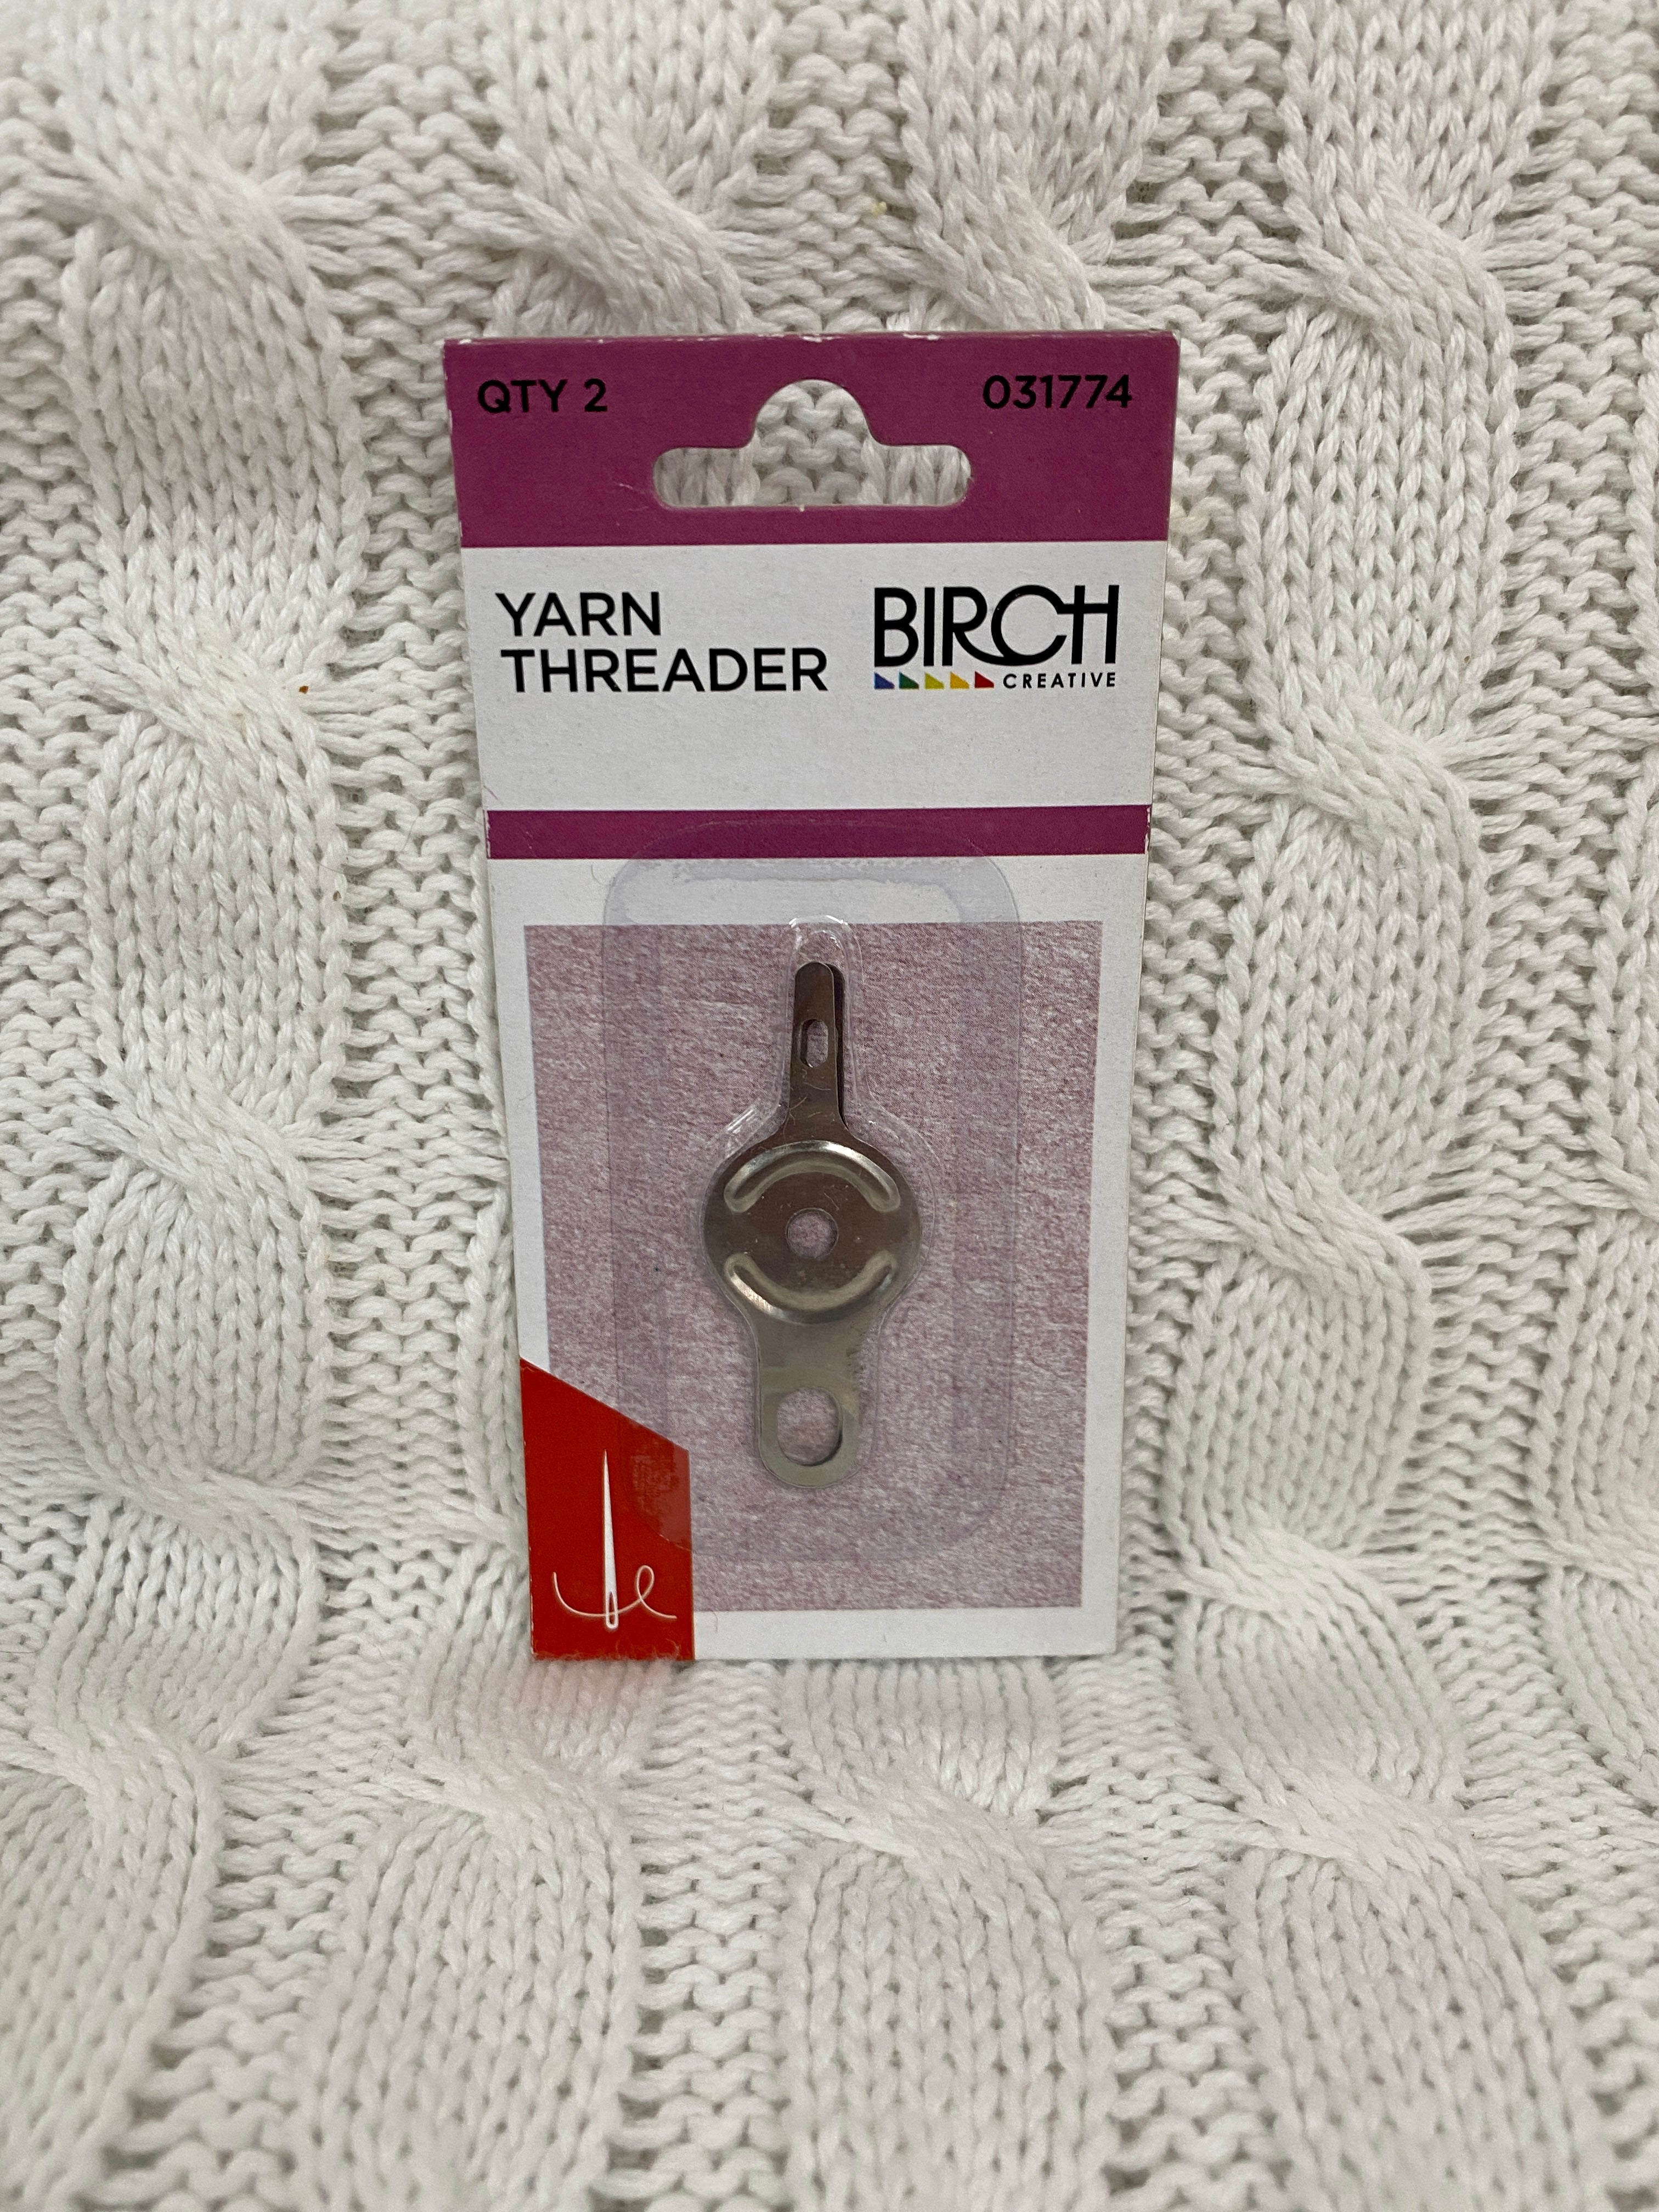 QTY 2
031774
YARN
THREADER
BIRCH
CREATIVE